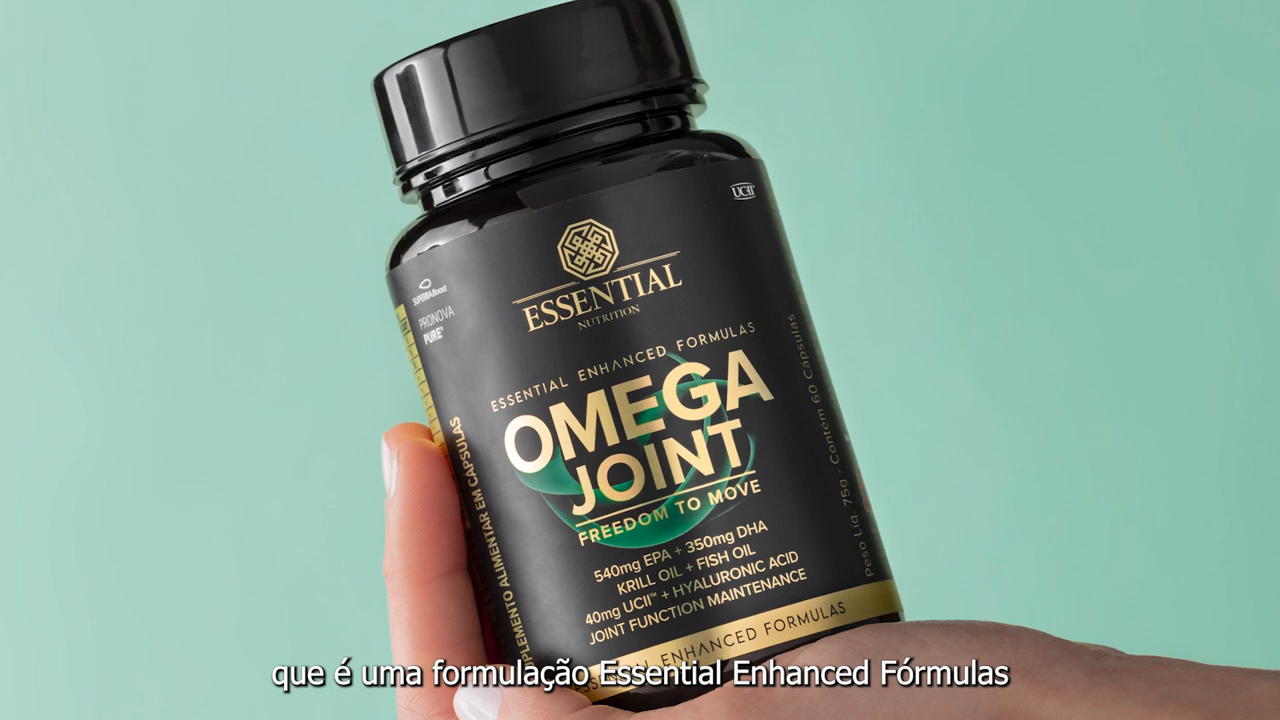 UC-II
SUPERBABoost
PRONOVA
PURE®
ESSENTIAL
NUTRITION
ESSENTIAL ENHANCED FORMULAS
OMEGA
JOINT
FREEDOM TO MOVE
540mg EPA + 350mg DHA
KRILL OIL + FISH OIL
40mg UCII™ + HYALURONIC ACID
JOINT FUNCTION MAINTENANCE
ENHANCED FORMULAS
ALIMENTAR EM CÁPSULAS
Peso Líq. 75g - Contém 60 Cápsulas
que é uma formulação Essential Enhanced Fórmulas